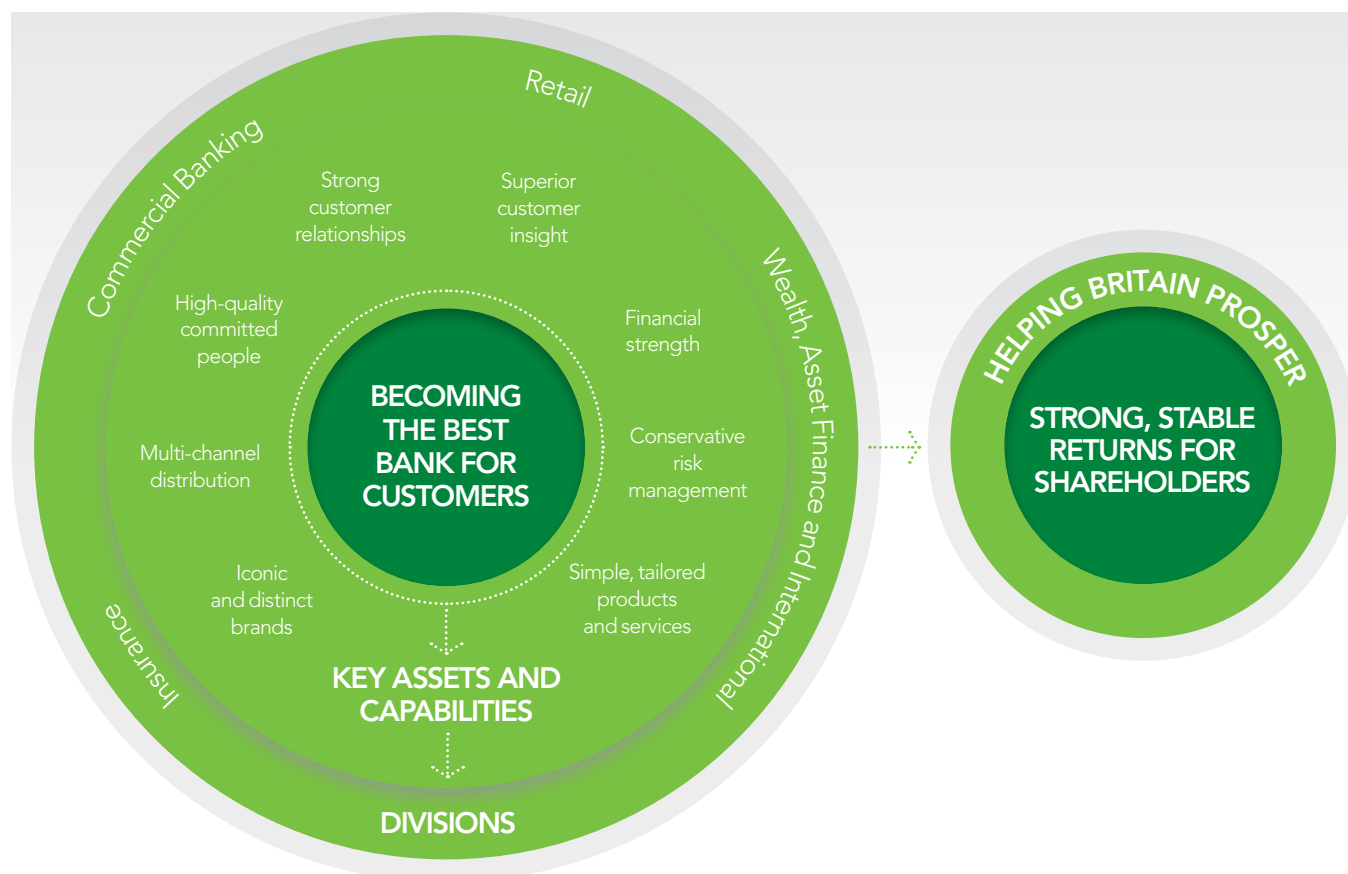 Retail
Commercial Banking
Wealth, Asset Finance and International
Insurance
Strong
customer
relationships
Superior
customer
insight
High-quality
committed
people
Financial
strength
Multi-channel
distribution
Conservative
risk
management
Iconic
and distinct
brands
Simple, tailored
products
and services
BECOMING
THE BEST
BANK FOR
CUSTOMERS
KEY ASSETS AND
CAPABILITIES
DIVISIONS
HELPING BRITAIN PROSPER
STRONG, STABLE
RETURNS FOR
SHAREHOLDERS